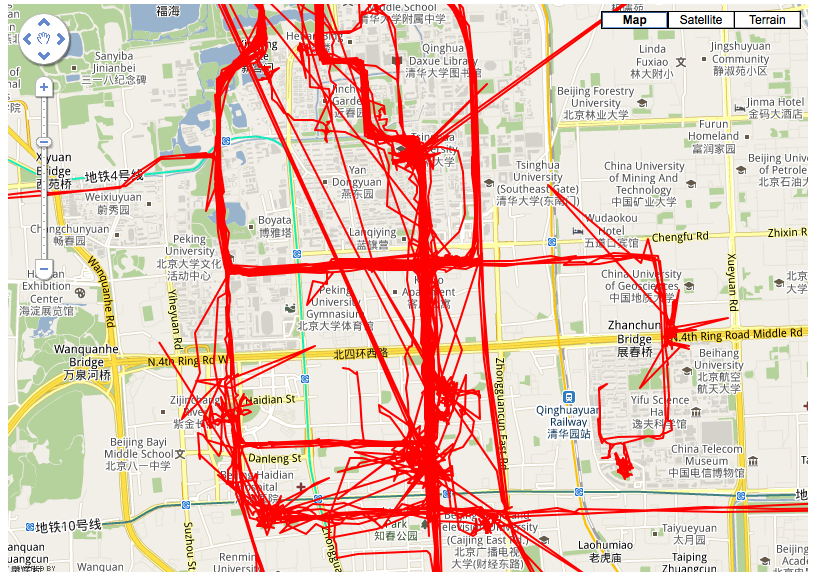 福海
Middle School
清华大学附属中学
Map
Satellite
Terrain
Sanyiba
Jinianbei
三一八纪念碑
Qinghua
Daxue Library
清华大学图书馆
Linda
Fuxiao
林大附小
Jingshuyuan
Community
静淑苑小区
Beijing Forestry
University
北京林业大学
Jinma Hotel
金码大酒店
Furun
Homeland
富润家园
Bridge
西苑桥
地铁4号线
Weixiuyuan
蔚秀园
Yan
Dongyuan
燕东园
Tsinghua
University
(Southeast Gate)
清华大学(东南门)
China University
of Mining And
Technology
中国矿业大学
Beijing Univ
of Petrole
北京石油大
Changchunyuan
畅春园
Boyata
博雅塔
Lanqiying
蓝旗营
Wudaokou
Hotel
五道口宾馆
Chengfu Rd
Zhixin R
Peking
University
北京大学文化
活动中心
Exhibition
Center
海淀展览馆
Wanquanhe Rd
Yiheyuan Rd
Peking
University
Gymnasium
北京大学体育馆
China University
of Geosciences
中国地质大
Xueyuan Rd
Zhanchun
Bridge
展春桥
N.4th Ring Road Middle Rd
Wanquanhe
Bridge
万泉河桥
N.4th Ring Rd W
北四环西路
Beihang
University
北京航空
航天大学
Zhongguancun East Rd
Haidian St
Qinghuayuan
Railway
清华园站
Yifu Science
逸夫科学馆
Beijing Bayi
Middle School
北京八一中学
Danleng St
China Telecom
Museum
中国电信博物馆
地铁10号线
Suzhou St
Park
知春公园
University
(Caijing East Rd.)
北京广播电视
大学(财经东路)
Taiyueyuan
太月园
Laohumiao
老虎庙
Taiping
Zhuangcun
Renmin